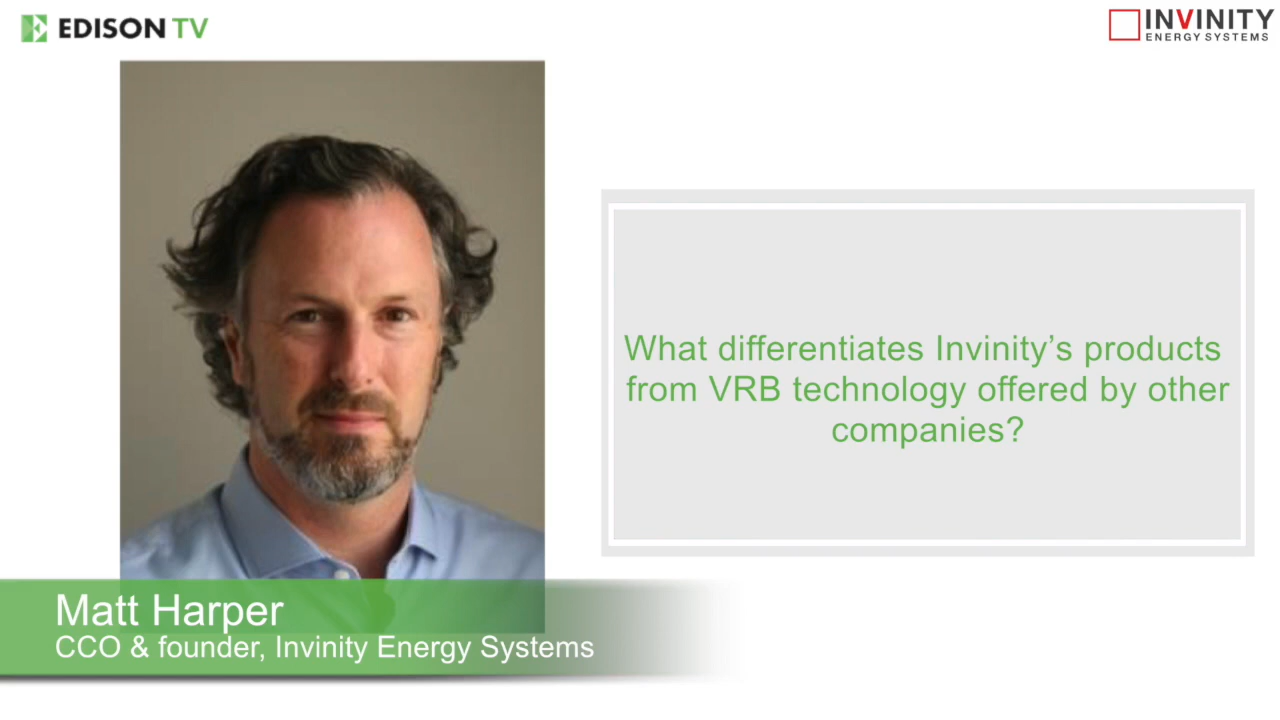 EDISON TV
INVINITY
ENERGY SYSTEMS
What differentiates Invinity's products
from VRB technology offered by other
companies?
Matt Harper
CCO & founder, Invinity Energy Systems